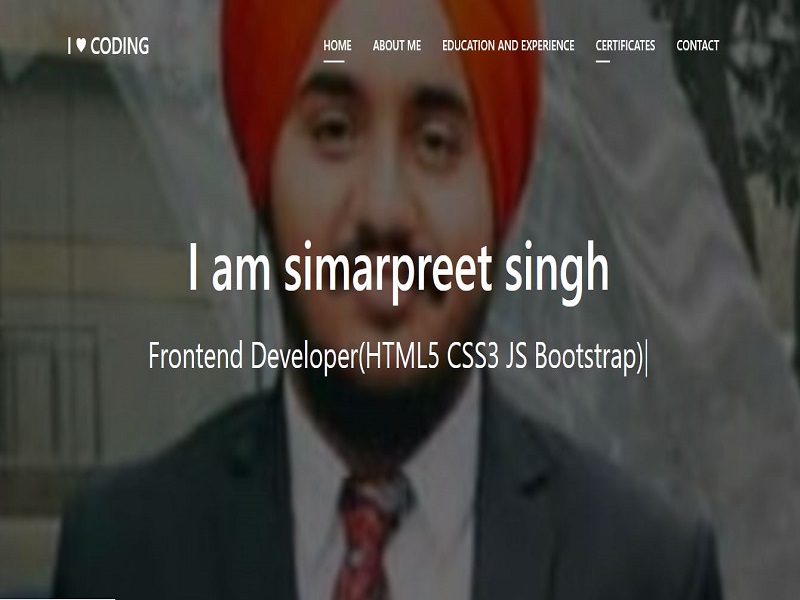 I ♥ CODING
HOME ABOUT ME EDUCATION AND EXPERIENCE CERTIFICATES CONTACT
I am simarpreet singh
Frontend Developer(HTML5 CSS3 JS Bootstrap)|